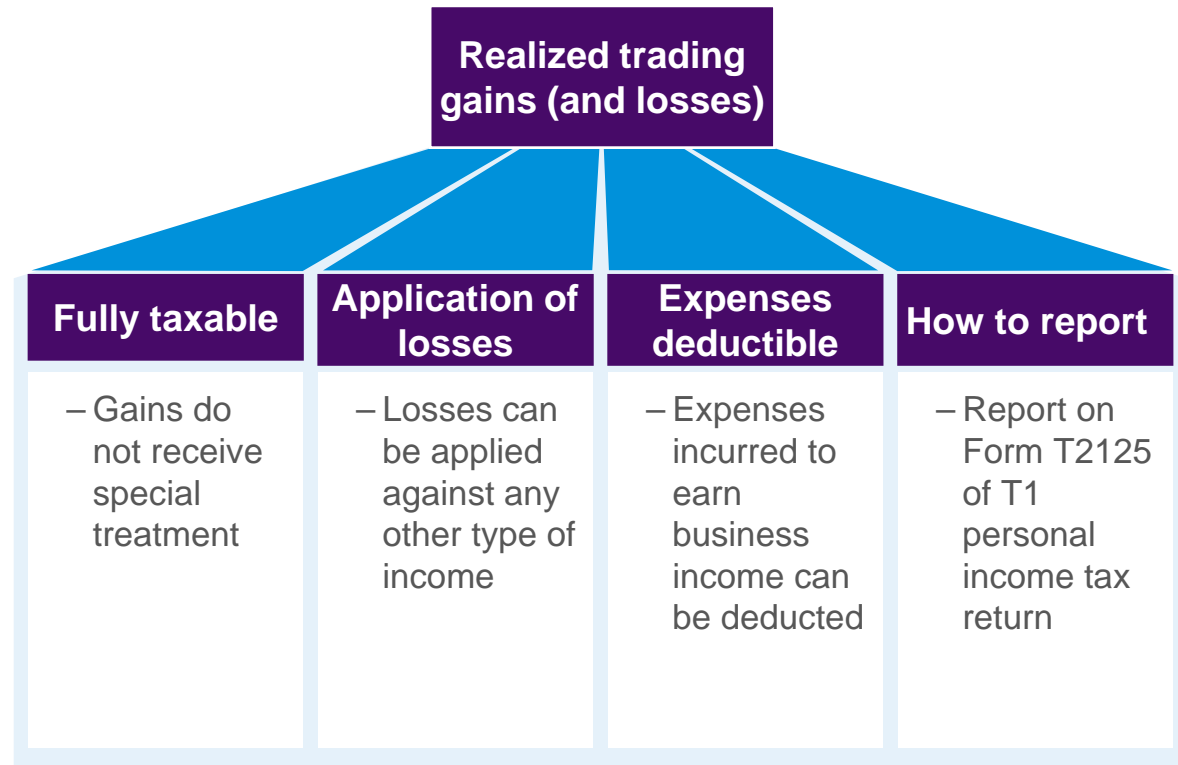 Realized trading
gains (and losses)
Fully taxable
– Gains do
not receive
special
treatment
Application of
losses
– Losses can
be applied
against any
other type of
income
Expenses
deductible
– Expenses
incurred to
earn
business
income can
be deducted
How to report
– Report on
Form T2125
of T1
personal
income tax
return